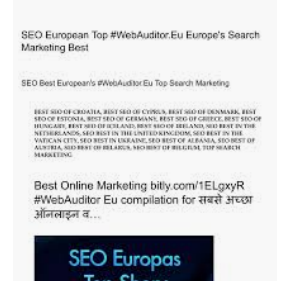 SEO European Top #WebAuditor.Eu Europe's Search
Marketing Best
SEO Best European's #WebAuditor.Eu Top Search Marketing
BEST SEO OF CROATIA, BEST SEO OF CYPRUS, BEST SEO OF DENMARK, BEST
SEO OF ESTONIA, BEST SEO OF GERMANY, BEST SEO OF GREECE, BEST SEO OF
HUNGARY, BEST SEO OF ICELAND, BEST SEO OF IRELAND, SEO BEST IN THE
NETHERLANDS, SEO BEST IN THE UNITED KINGDOM, SEO BEST IN THE
VATICAN CITY, SEO BEST IN UKRAINE, SEO BEST OF ALBANIA, SEO BEST OF
AUSTRIA, SEO BEST OF BELARUS, SEO BEST OF BELGIUM, TOP SEARCH
MARKETING
Best Online Marketing bitly.com/1ELgxyR
#WebAuditor Eu compilation for सबसे अच्छा
ऑनलाइन व…
SEO Europas
Top Shops